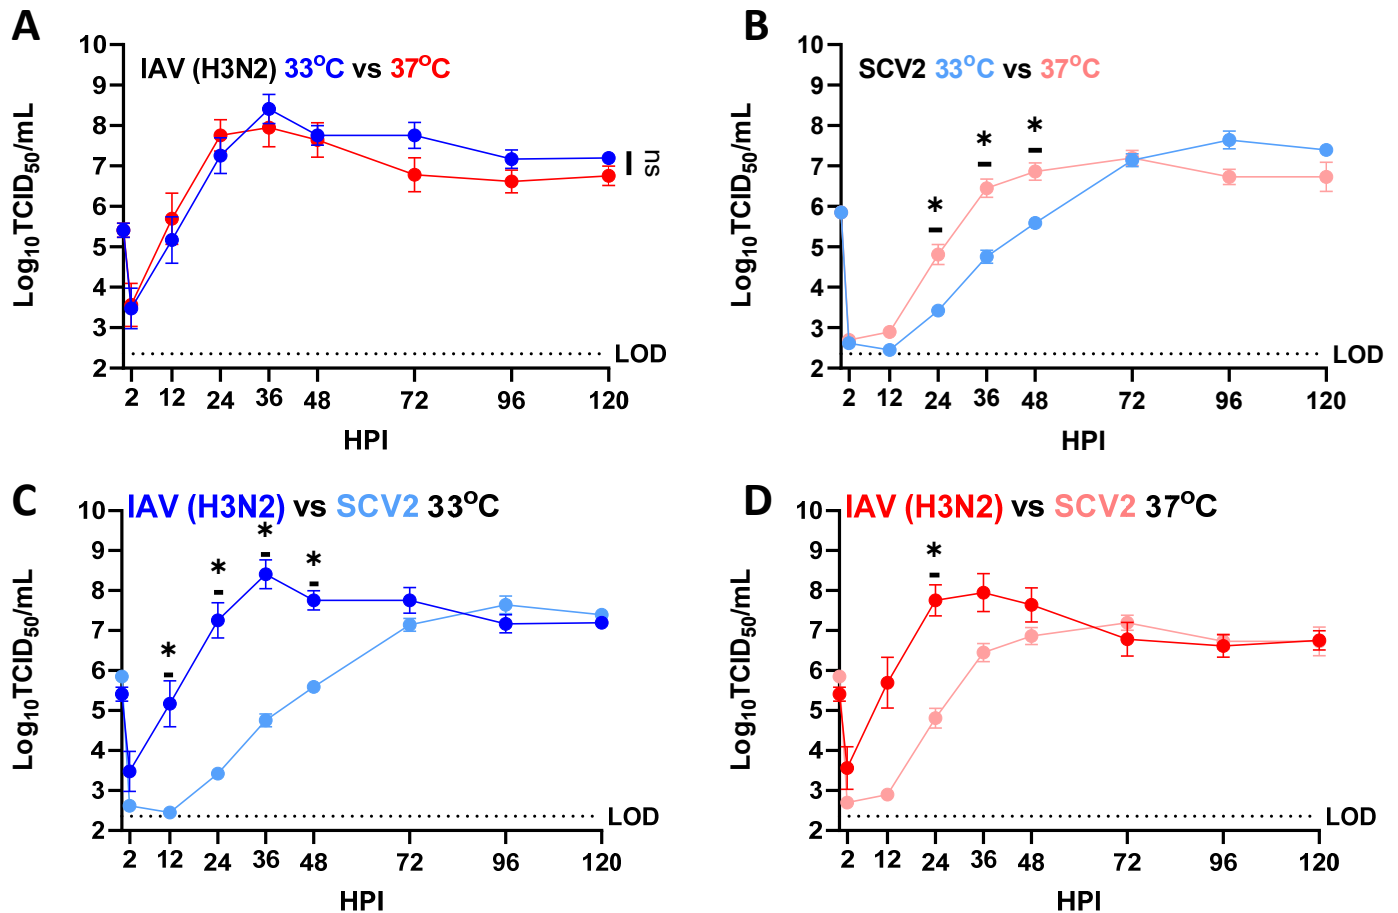 A
IAV (H3N2) 33°C vs 37°C
Log10TCID50/mL
10
9
8
7
6
5
4
3
2
ns
LOD
2 12 24 36 48 72 96 120
HPI
B
SCV2 33°C vs 37°C
Log10TCID50/mL
10
9
8
7
6
5
4
3
2
* * *
LOD
2 12 24 36 48 72 96 120
HPI
C
IAV (H3N2) vs SCV2 33°C
Log10TCID50/mL
10
9
8
7
6
5
4
3
2
* * * *
LOD
2 12 24 36 48 72 96 120
HPI
D
IAV (H3N2) vs SCV2 37°C
Log10TCID50/mL
10
9
8
7
6
5
4
3
2
*
LOD
2 12 24 36 48 72 96 120
HPI